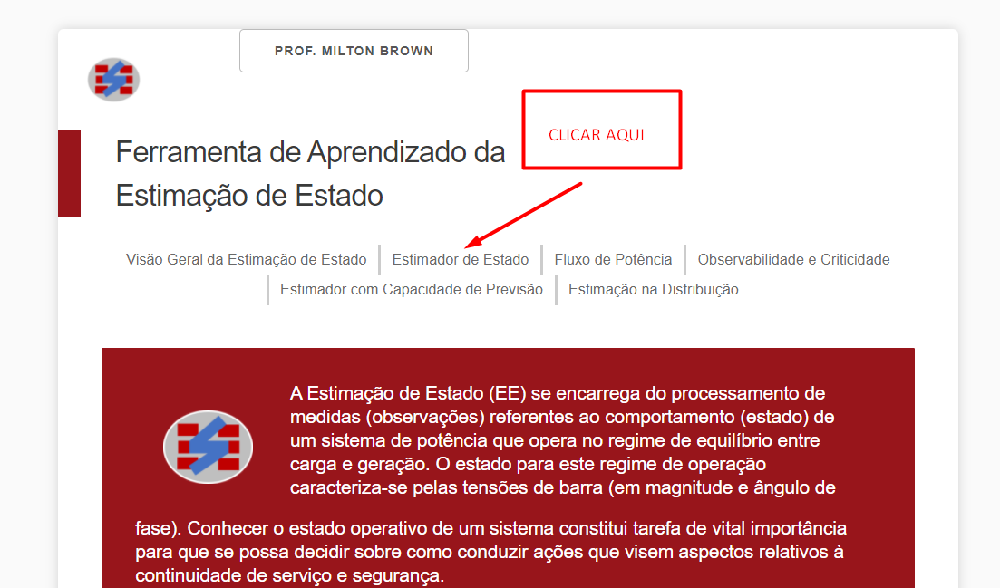 PROF. MILTON BROWN
CLICAR AQUI
Ferramenta de Aprendizado da
Estimação de Estado
Visão Geral da Estimação de Estado
Estimador de Estado
Fluxo de Potência
Observabilidade e Criticidade
Estimador com Capacidade de Previsão
Estimação na Distribuição
A Estimação de Estado (EE) se encarrega do processamento de
medidas (observações) referentes ao comportamento (estado) de
um sistema de potência que opera no regime de equilíbrio entre
carga e geração. O estado para este regime de operação
caracteriza-se pelas tensões de barra (em magnitude e ângulo de
fase). Conhecer o estado operativo de um sistema constitui tarefa de vital importância
para que se possa decidir sobre como conduzir ações que visem aspectos relativos à
continuidade de serviço e segurança.